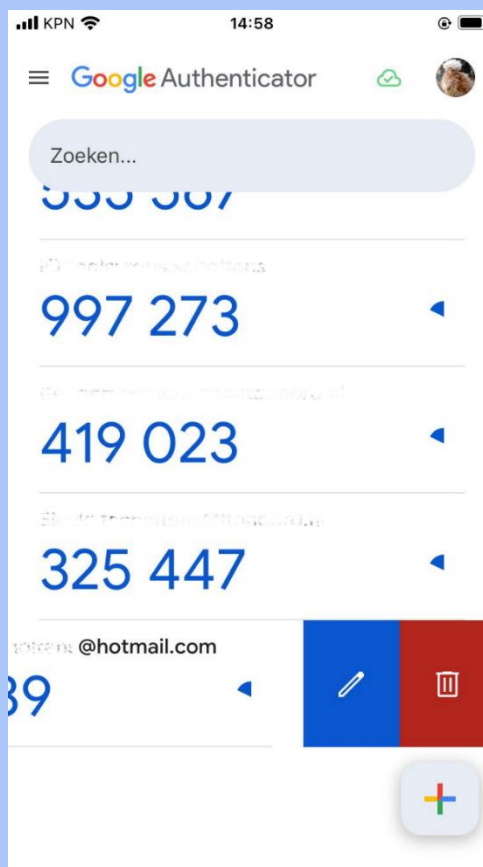 KPN 14:58
Google Authenticator
Zoeken...
997 273
419 023
325 447
@hotmail.com
39